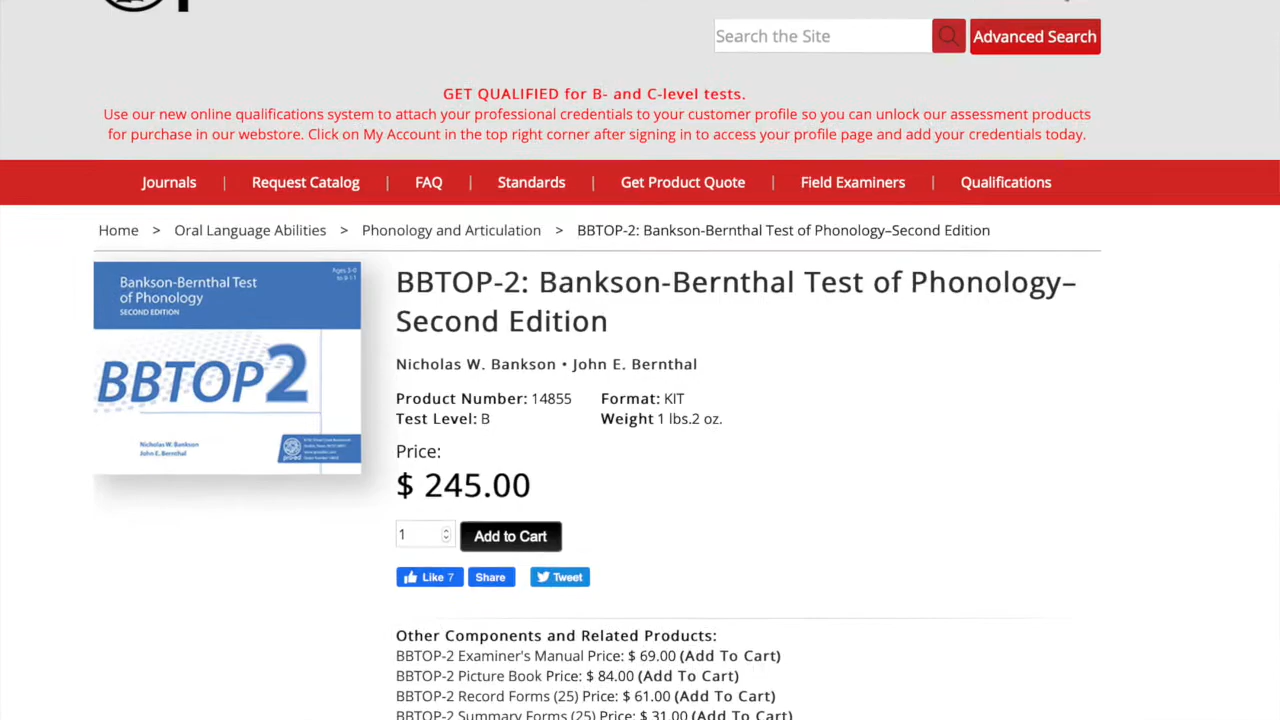 Search the Site
Advanced Search
GET QUALIFIED for B- and C-level tests.
Use our new online qualifications system to attach your professional credentials to your customer profile so you can unlock our assessment products
for purchase in our webstore. Click on My Account in the top right corner after signing in to access your profile page and add your credentials today.
Journals | Request Catalog | FAQ | Standards | Get Product Quote | Field Examiners | Qualifications
Home > Oral Language Abilities > Phonology and Articulation > BBTOP-2: Bankson-Bernthal Test of Phonology–Second Edition
Ages 3-0
to 9-11
Bankson-Bernthal Test
of Phonology
SECOND EDITION
BBTOP2
Nicholas W. Bankson
John E. Bernthal
BBTOP-2: Bankson-Bernthal Test of Phonology–
Second Edition
Nicholas W. Bankson • John E. Bernthal
Product Number: 14855 Format: KIT
Test Level: B Weight 1 lbs.2 oz.
Price:
$ 245.00
1
Add to Cart
Like 7
Share
Tweet
Other Components and Related Products:
BBTOP-2 Examiner's Manual Price: $ 69.00 (Add To Cart)
BBTOP-2 Picture Book Price: $ 84.00 (Add To Cart)
BBTOP-2 Record Forms (25) Price: $ 61.00 (Add To Cart)
BBTOP-2 Summary Forms (25) Price: $ 31.00 (Add To Cart)